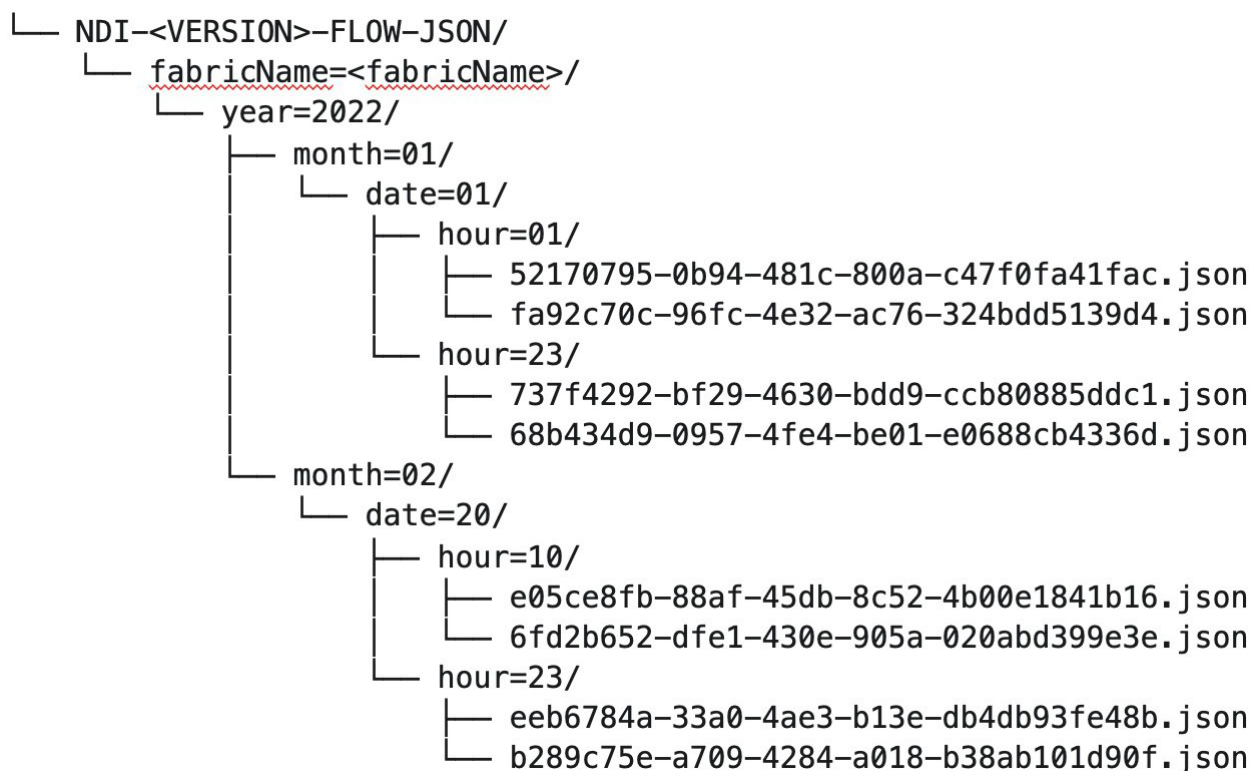 └── NDI-<VERSION>-FLOW-JSON/
└── fabricName=<fabricName>/
└── year=2022/
├── month=01/
│ └── date=01/
│ ├── hour=01/
│ │ ├── 52170795-0b94-481c-800a-c47f0fa41fac.json
│ │ └── fa92c70c-96fc-4e32-ac76-324bdd5139d4.json
│ └── hour=23/
│ ├── 737f4292-bf29-4630-bdd9-ccb80885ddc1.json
│ └── 68b434d9-0957-4fe4-be01-e0688cb4336d.json
└── month=02/
└── date=20/
├── hour=10/
│ ├── e05ce8fb-88af-45db-8c52-4b00e1841b16.json
│ └── 6fd2b652-dfe1-430e-905a-020abd399e3e.json
└── hour=23/
├── eeb6784a-33a0-4ae3-b13e-db4db93fe48b.json
└── b289c75e-a709-4284-a018-b38ab101d90f.json